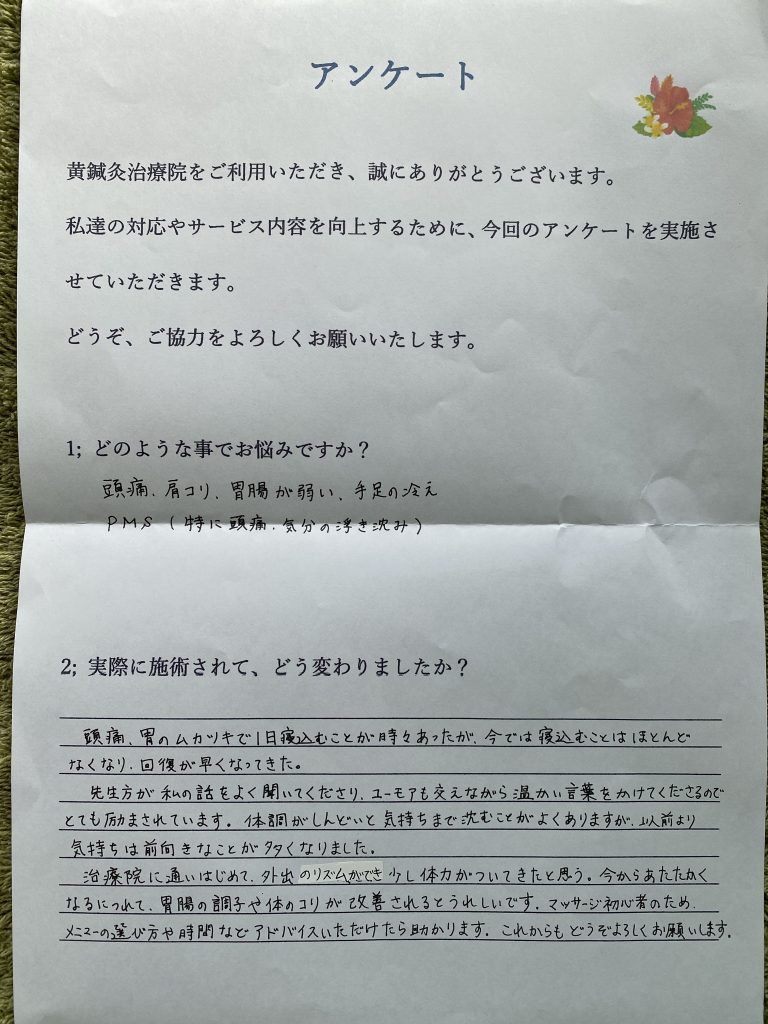 アンケート
黄鍼灸治療院をご利用いただき、誠にありがとうございます。
私達の対応やサービス内容を向上するために、今回のアンケートを実施さ
せていただきます。
どうぞ、ご協力をよろしくお願いいたします。
1; どのような事でお悩みですか？
頭痛、肩コリ、胃腸が弱い、手足の冷え
PMS（特に頭痛、気分の浮き沈み）
2; 実際に施術されて、どう変わりましたか？
頭痛、胃のムカツキで1日寝込むことが時々あったが、今では寝込むことはほとんど
なくなり、回復が早くなってきた。
先生方が私の話をよく聞いてくださり、ユーモアも交えながら温かい言葉をかけてくださるので
とても励まされています。体調がしんどいと気持ちまで沈むことがよくありますが、以前より
気持ちは前向きなことが多くなりました。
治療院に通いはじめて、外出のリズムができ少し体力がついてきたと思う。今からあたたかく
なるにつれて、胃腸の調子や体のコリが改善されるとうれしいです。マッサージ初心者のため、
メニューの選び方や時間などアドバイスいただけたら助かります。これからもどうぞよろしくお願いします。